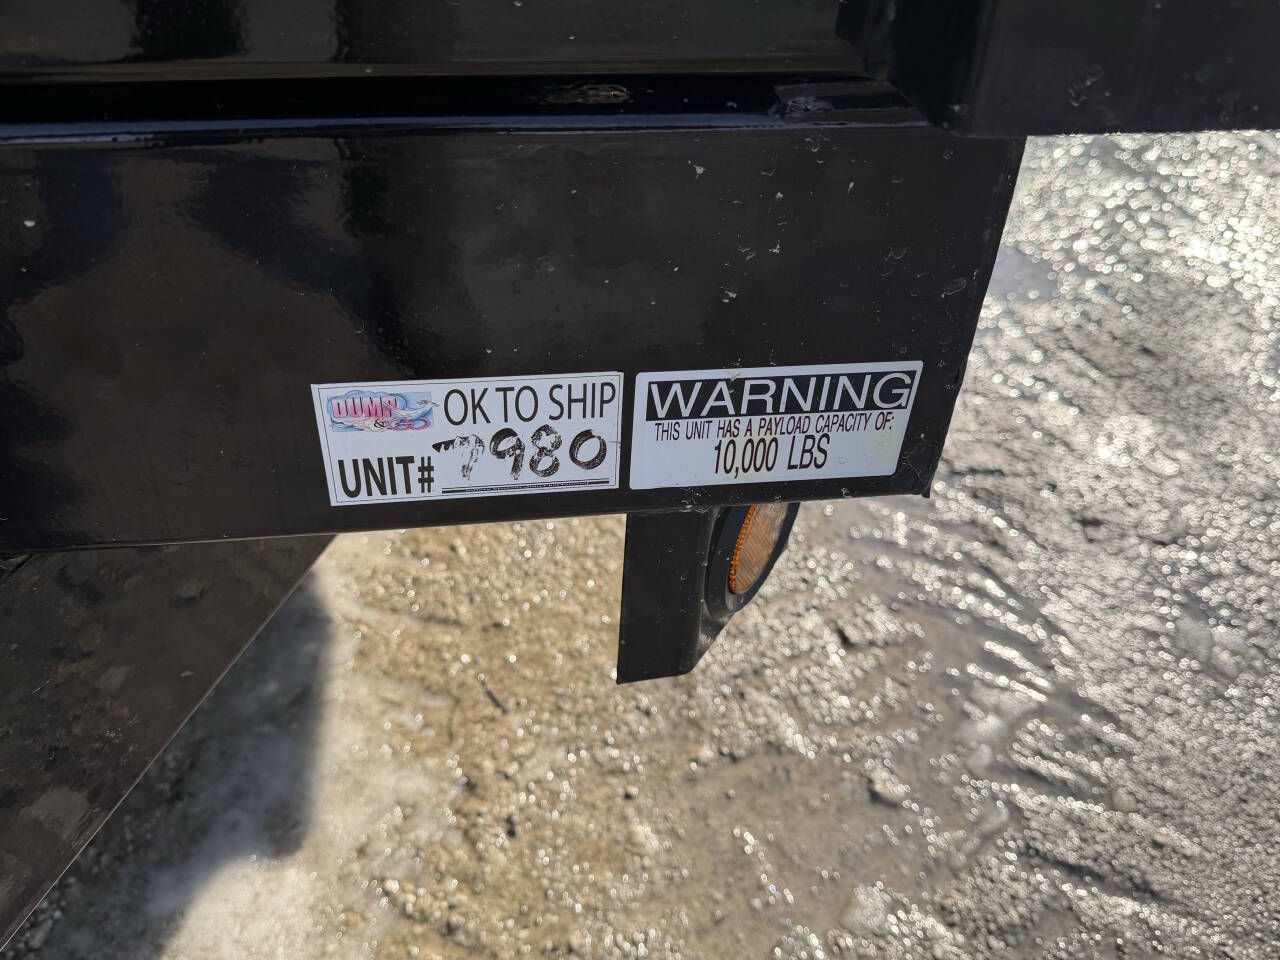 DUMP
&
OK TO SHIP
UNIT# 7980
WARNING
THIS UNIT HAS A PAYLOAD CAPACITY OF:
10,000 LBS